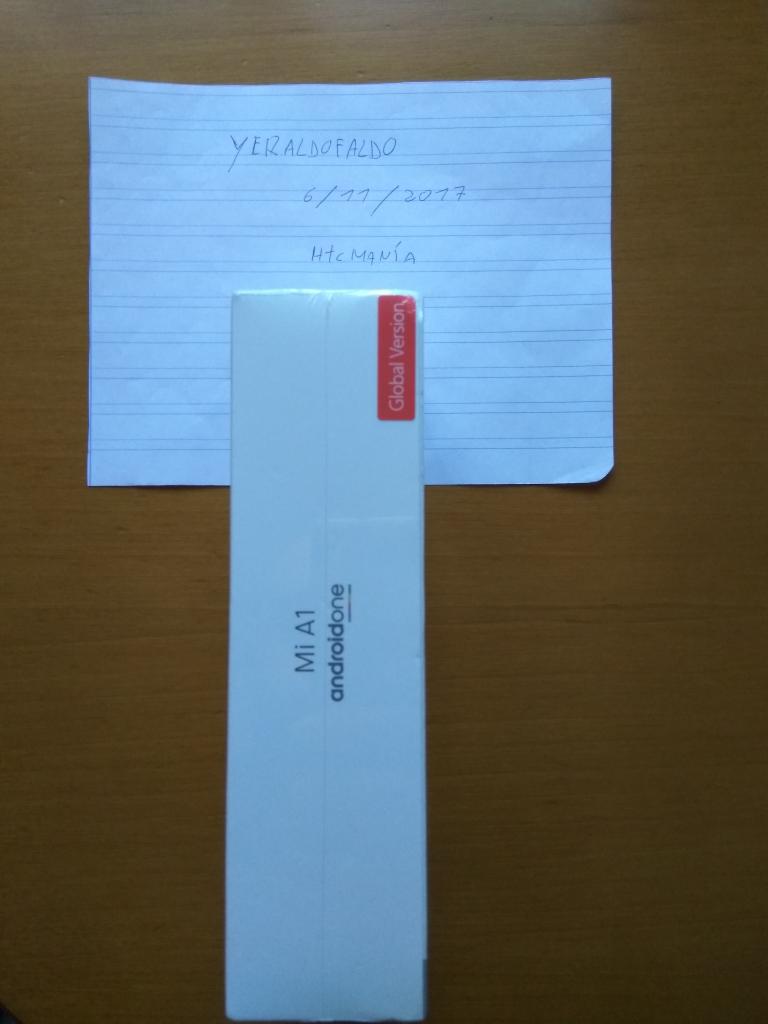 YERALDOFALDO
6/11/2017
HtcMANÍA
Global Version
Mi A1
androidone